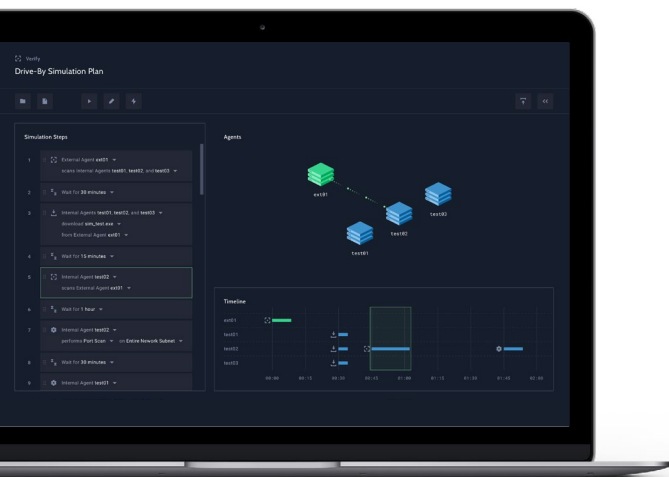 Verify
Drive-By Simulation Plan
Simulation Steps
1 External Agent ext01
scans Internal Agents test01, test02, and test03
2 Wait for 30 minutes
3 Internal Agents test01, test02, and test03
download sim_test.exe
from External Agent ext01
4 Wait for 15 minutes
5 Internal Agent test02
scans External Agent ext01
6 Wait for 1 hour
7 Internal Agent test02
performs Port Scan on Entire Nework Subnet
8 Wait for 30 minutes
9 Internal Agent test01
Agents
ext01
test03
test02
test01
Timeline
ext01
test01
test02
test03
00:00 00:15 00:30 00:45 01:00 01:15 01:30 01:45 02:00